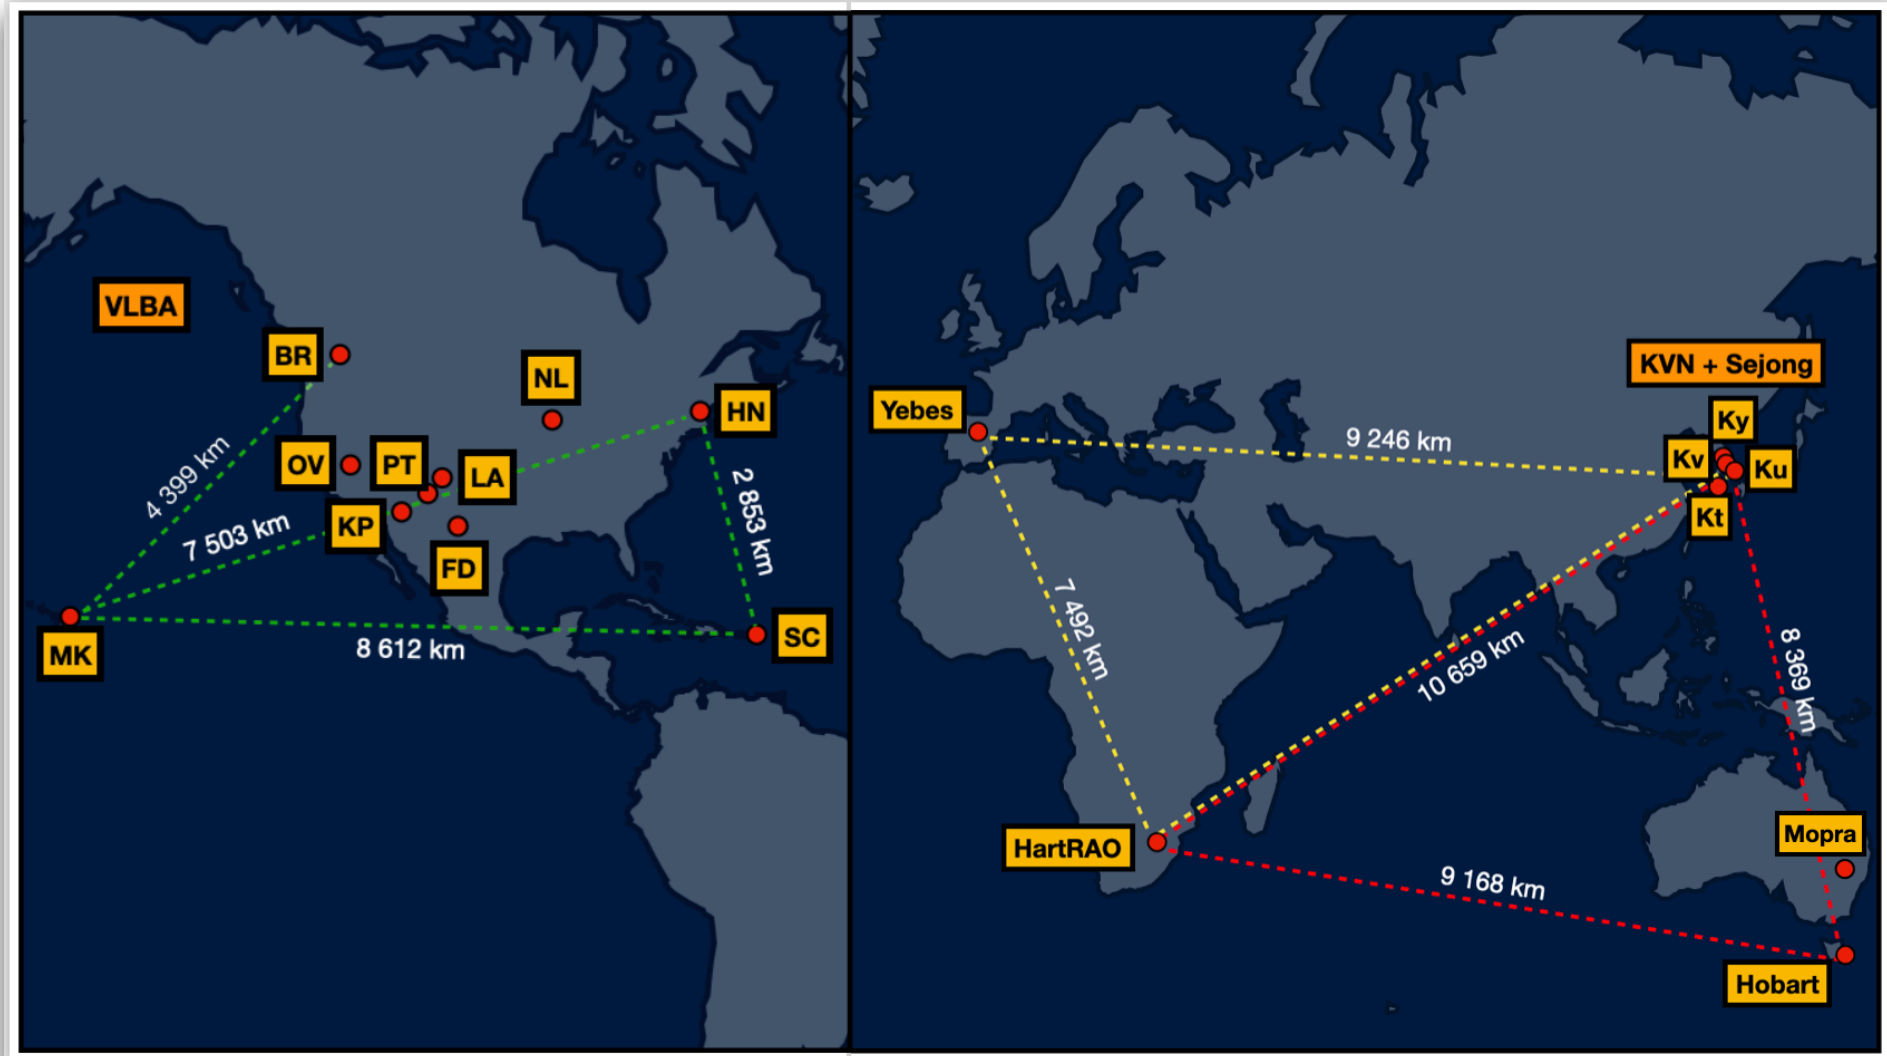 VLBA
BR
NL
HN
OV
PT
LA
KP
FD
MK
SC
4 399 km
7 503 km
8 612 km
2 853 km
KVN + Sejong
Yebes
Ky
Kv
Ku
Kt
9 246 km
7 492 km
10 659 km
8 369 km
HartRAO
Mopra
9 168 km
Hobart